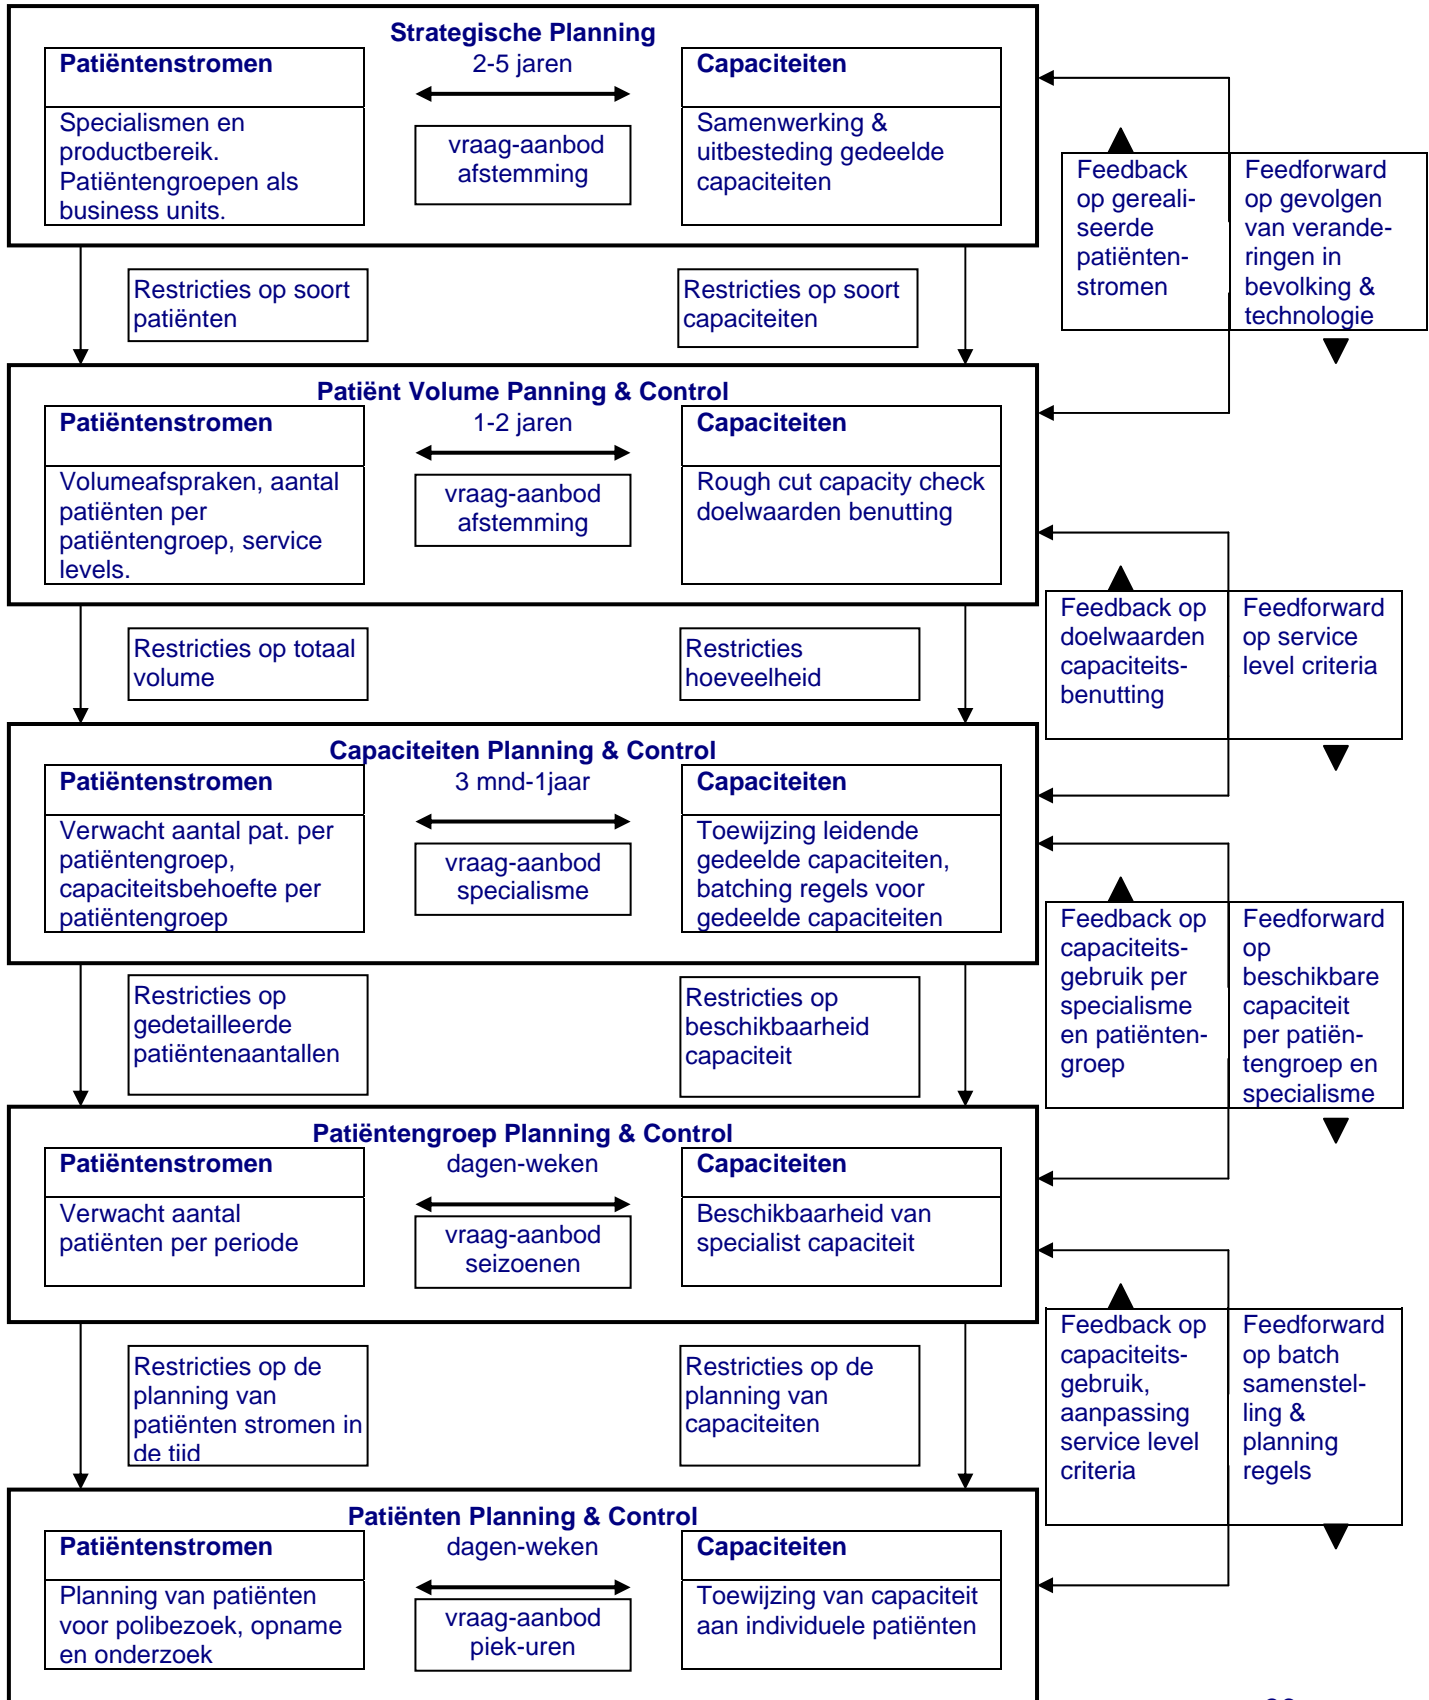 Strategische Planning
Patiëntenstromen
2-5 jaren
Capaciteiten
Specialismen en
productbereik.
Patiëntengroepen als
business units.
vraag-aanbod
afstemming
Samenwerking &
uitbesteding gedeelde
capaciteiten
Feedback
op gereali-
seerde
patiënten-
stromen
Feedforward
op gevolgen
van verande-
ringen in
bevolking &
technologie
Restricties op soort
patiënten
Restricties op soort
capaciteiten
Patiënt Volume Panning & Control
Patiëntenstromen
1-2 jaren
Capaciteiten
Volumeafspraken, aantal
patiënten per
patiëntengroep, service
levels.
vraag-aanbod
afstemming
Rough cut capacity check
doelwaarden benutting
Feedback op
doelwaarden
capaciteits-
benutting
Feedforward
op service
level criteria
Restricties op totaal
volume
Restricties
hoeveelheid
Capaciteiten Planning & Control
Patiëntenstromen
3 mnd-1jaar
Capaciteiten
Verwacht aantal pat. per
patiëntengroep,
capaciteitsbehoefte per
patiëntengroep
vraag-aanbod
specialisme
Toewijzing leidende
gedeelde capaciteiten,
batching regels voor
gedeelde capaciteiten
Feedback op
capaciteits-
gebruik per
specialisme
en patiënten-
groep
Feedforward
op
beschikbare
capaciteit
per patiën-
tengroep en
specialisme
Restricties op
gedetailleerde
patiëntenaantallen
Restricties op
beschikbaarheid
capaciteit
Patiëntengroep Planning & Control
Patiëntenstromen
dagen-weken
Capaciteiten
Verwacht aantal
patiënten per periode
vraag-aanbod
seizoenen
Beschikbaarheid van
specialist capaciteit
Feedback op
capaciteits-
gebruik,
aanpassing
service level
criteria
Feedforward
op batch
samenstel-
ling &
planning
regels
Restricties op de
planning van
patiënten stromen in
de tijd
Restricties op de
planning van
capaciteiten
Patiënten Planning & Control
Patiëntenstromen
dagen-weken
Capaciteiten
Planning van patiënten
voor polibezoek, opname
en onderzoek
vraag-aanbod
piek-uren
Toewijzing van capaciteit
aan individuele patiënten